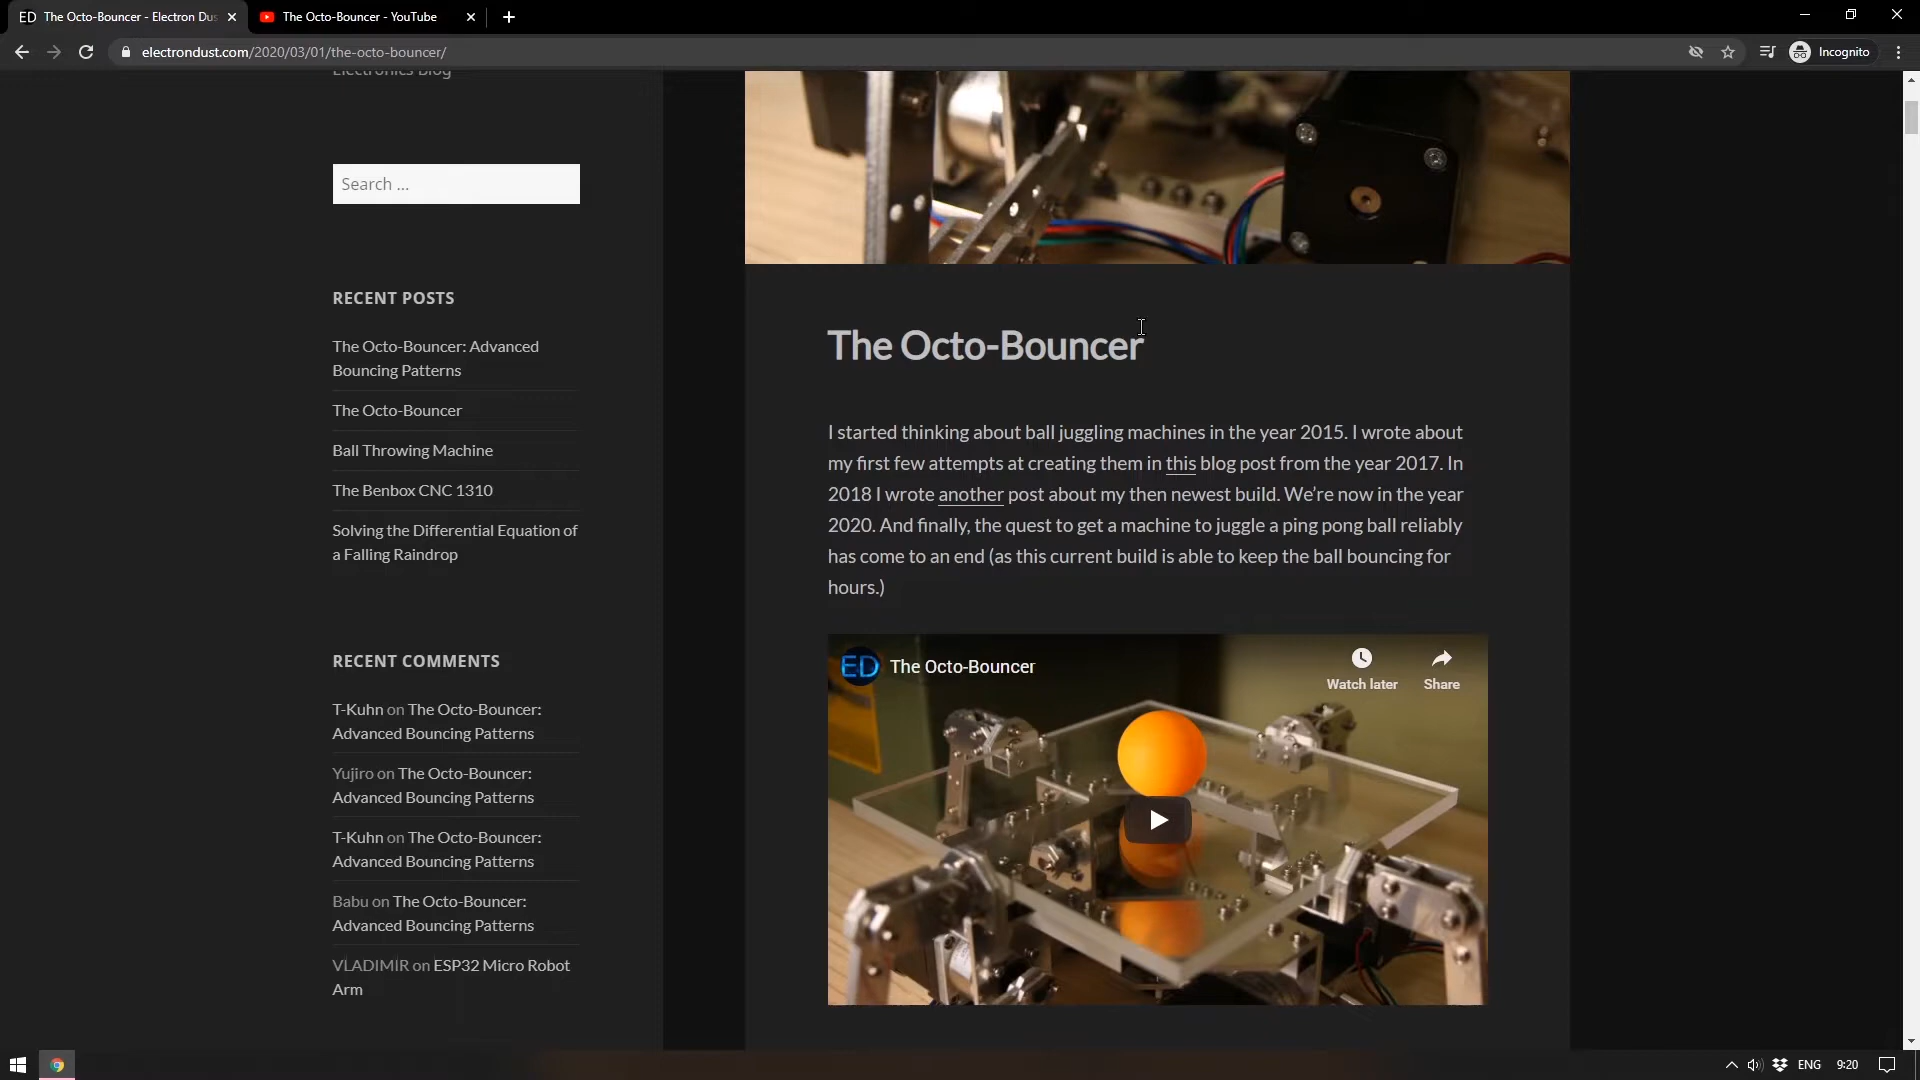 ED The Octo-Bouncer - Electron Dus
The Octo-Bouncer - YouTube
electrondust.com/2020/03/01/the-octo-bouncer/
Incognito
Electronics Blog
Search ...
RECENT POSTS
The Octo-Bouncer: Advanced
Bouncing Patterns
The Octo-Bouncer
Ball Throwing Machine
The Benbox CNC 1310
Solving the Differential Equation of
a Falling Raindrop
RECENT COMMENTS
T-Kuhn on The Octo-Bouncer:
Advanced Bouncing Patterns
Yujiro on The Octo-Bouncer:
Advanced Bouncing Patterns
T-Kuhn on The Octo-Bouncer:
Advanced Bouncing Patterns
Babu on The Octo-Bouncer:
Advanced Bouncing Patterns
VLADIMIR on ESP32 Micro Robot
Arm
The Octo-Bouncer
I started thinking about ball juggling machines in the year 2015. I wrote about
my first few attempts at creating them in this blog post from the year 2017. In
2018 I wrote another post about my then newest build. We’re now in the year
2020. And finally, the quest to get a machine to juggle a ping pong ball reliably
has come to an end (as this current build is able to keep the ball bouncing for
hours.)
ED The Octo-Bouncer
Watch later
Share
ENG 9:20